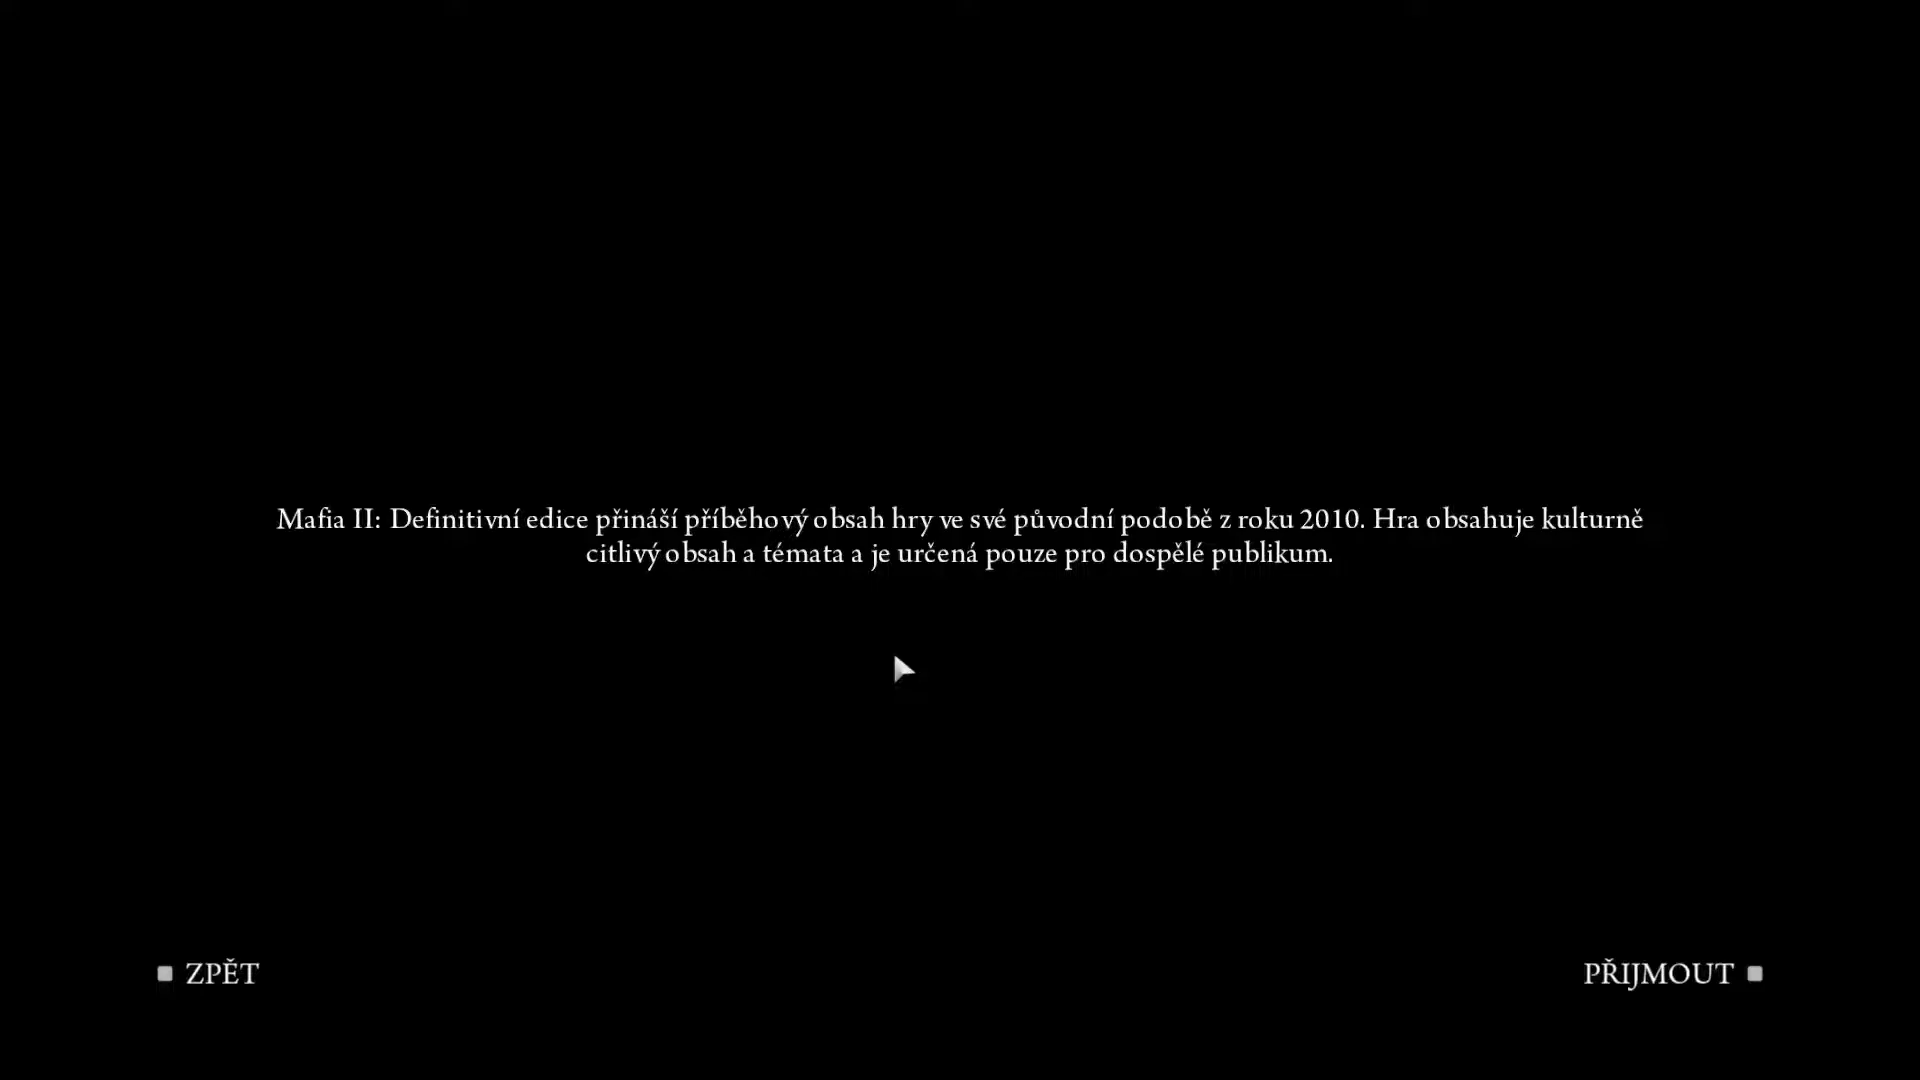 Mafia II: Definitivní edice přináší příběhový obsah hry ve své původní podobě z roku 2010. Hra obsahuje kulturně
citlivý obsah a témata a je určená pouze pro dospělé publikum.
ZPĚT
PŘIJMOUT